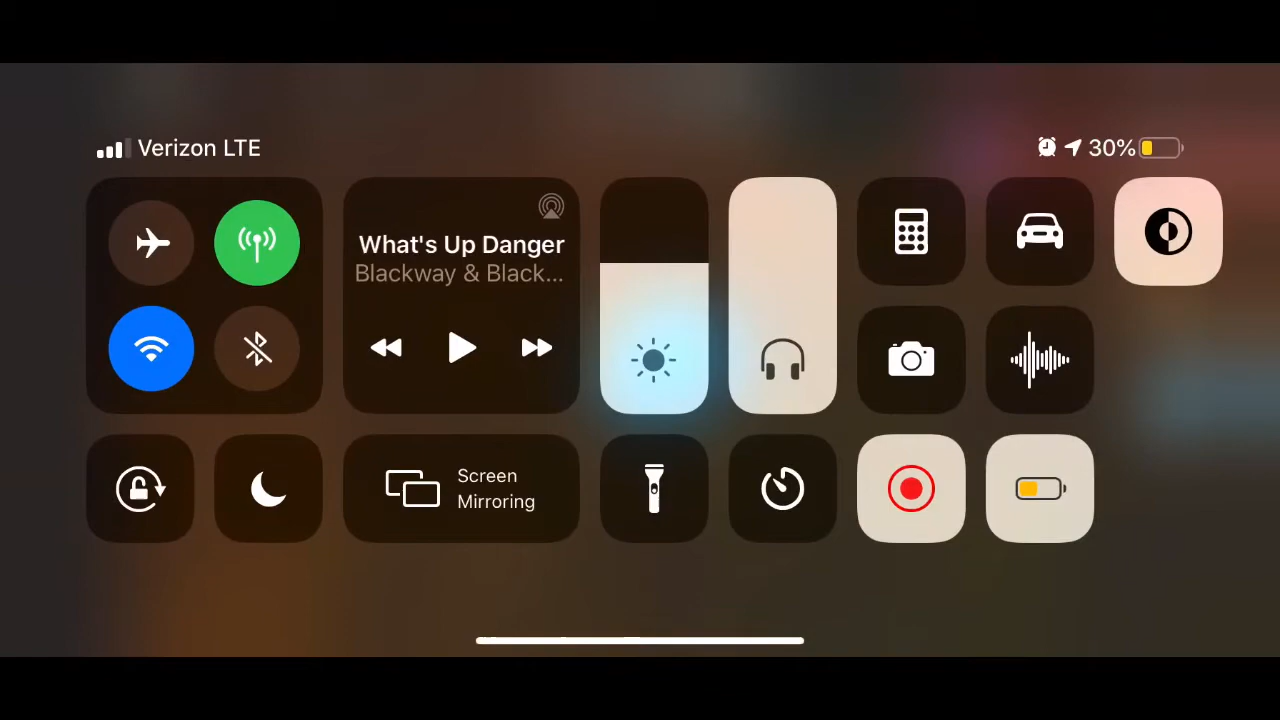 Verizon LTE
30%
What's Up Danger
Blackway & Black...
Screen
Mirroring